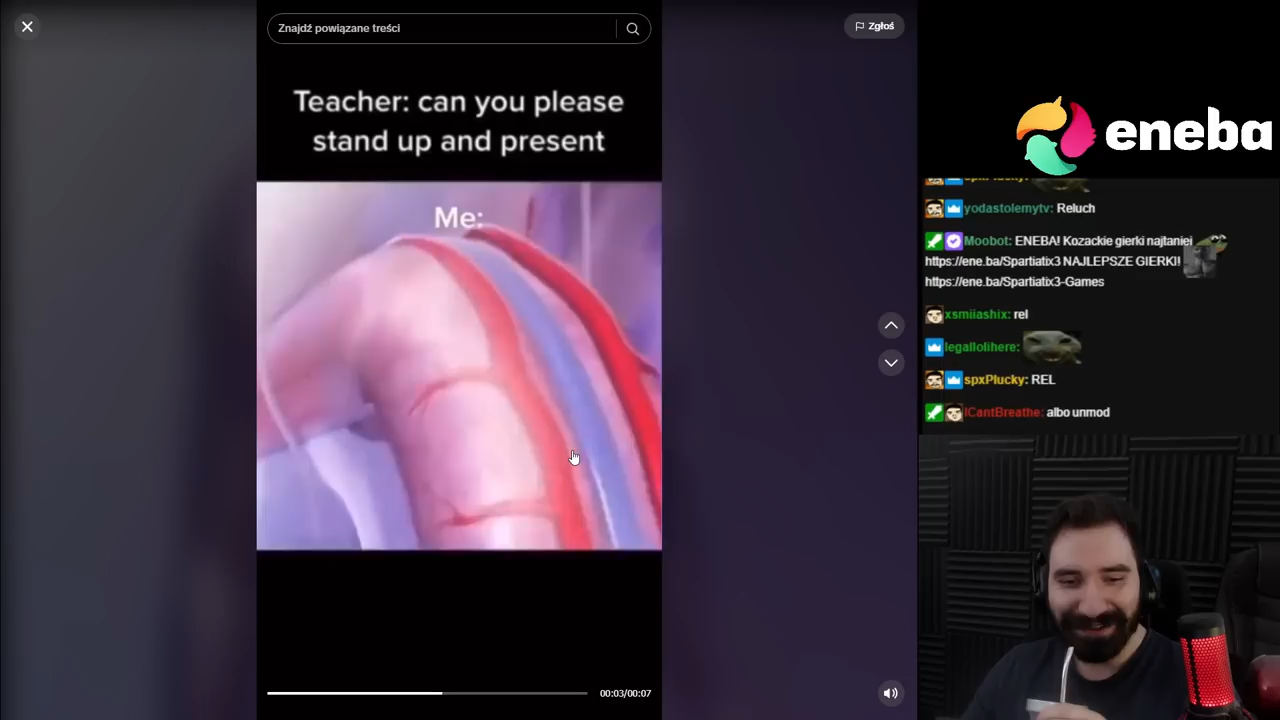 Znajdź powiązane treści
Zgłoś
Teacher: can you please
stand up and present
Me:
00:03/00:07
eneba
yodastolemytv: Reluch
Moobot: ENEBA! Kozackie gierki najtaniej
https://ene.ba/Spartiatix3 NAJLEPSZE GIERKI!
https://ene.ba/Spartiatix3-Games
xsmiiashix: rel
legallolihere:
spxPlucky: REL
ICantBreathe: albo unmod